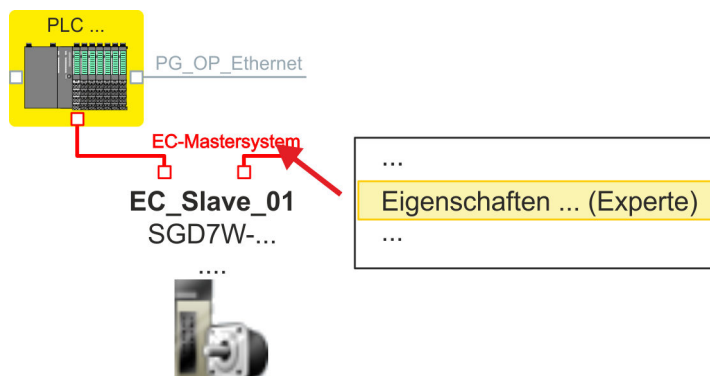 PLC ...
PG_OP_Ethernet
EC-Mastersystem
EC_Slave_01
SGD7W-...
....
...
Eigenschaften ... (Experte)
...